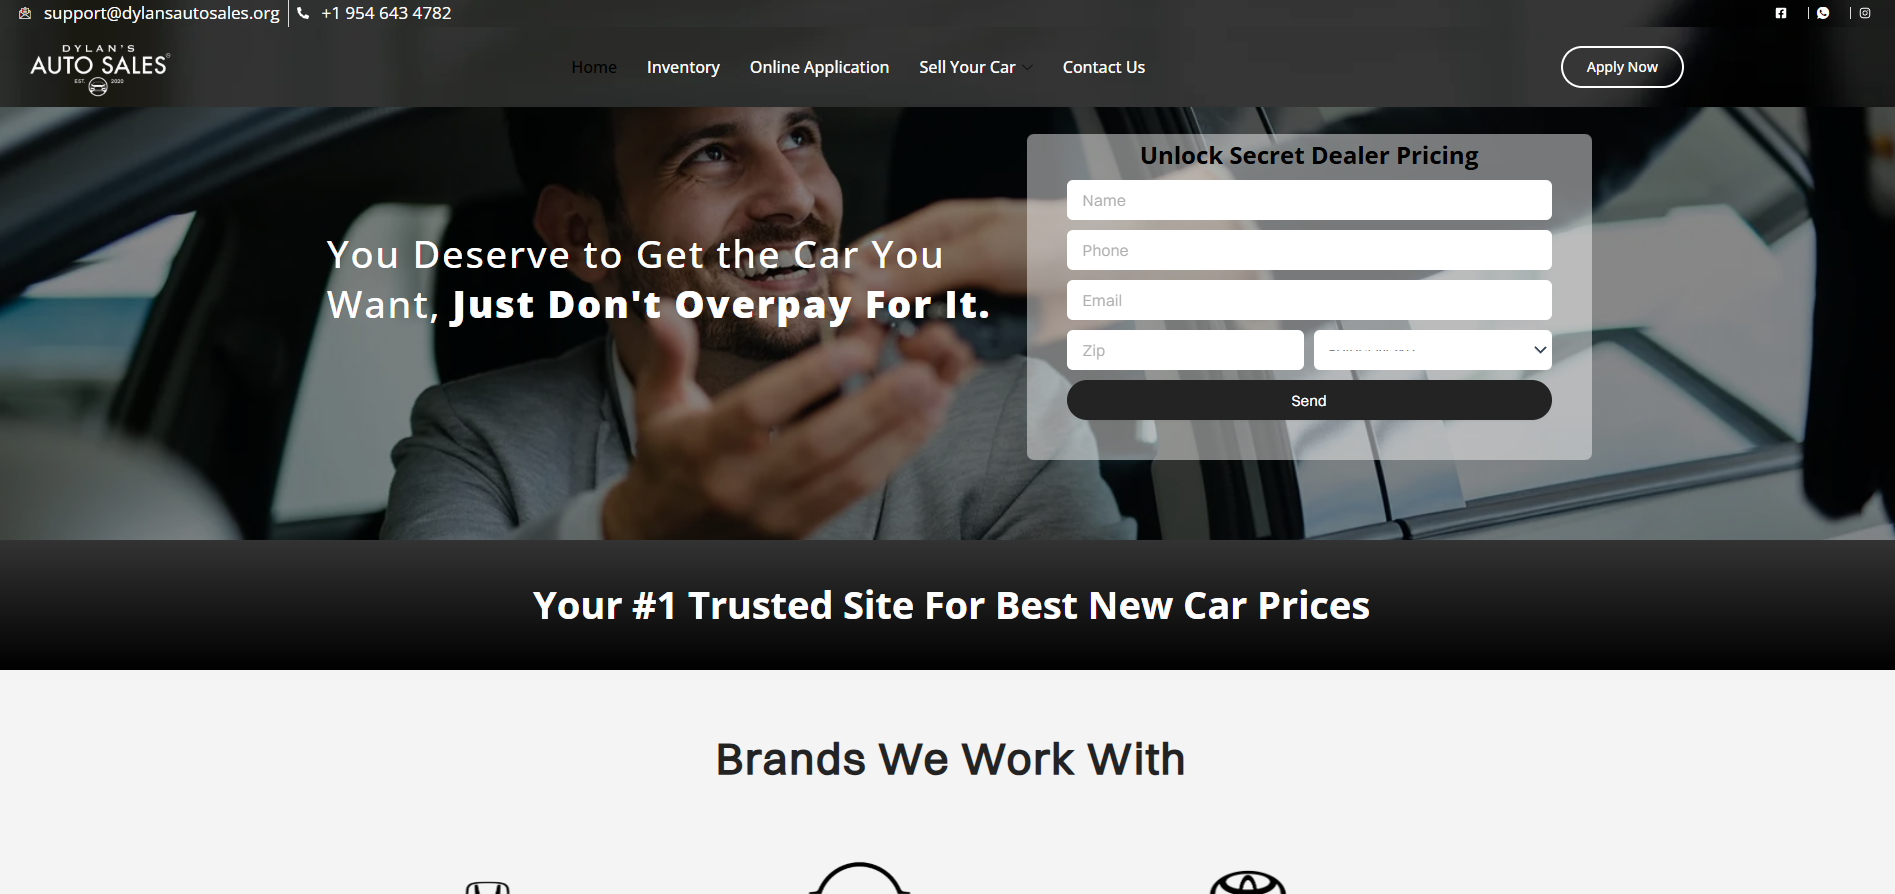 support@dylansautosales.org
+1 954 643 4782
DYLAN'S
AUTO SALES
EST. 2020
Home
Inventory
Online Application
Sell Your Car
Contact Us
Apply Now
Unlock Secret Dealer Pricing
Name
Phone
Email
Zip
Send
You Deserve to Get the Car You
Want, Just Don't Overpay For It.
Your #1 Trusted Site For Best New Car Prices
Brands We Work With